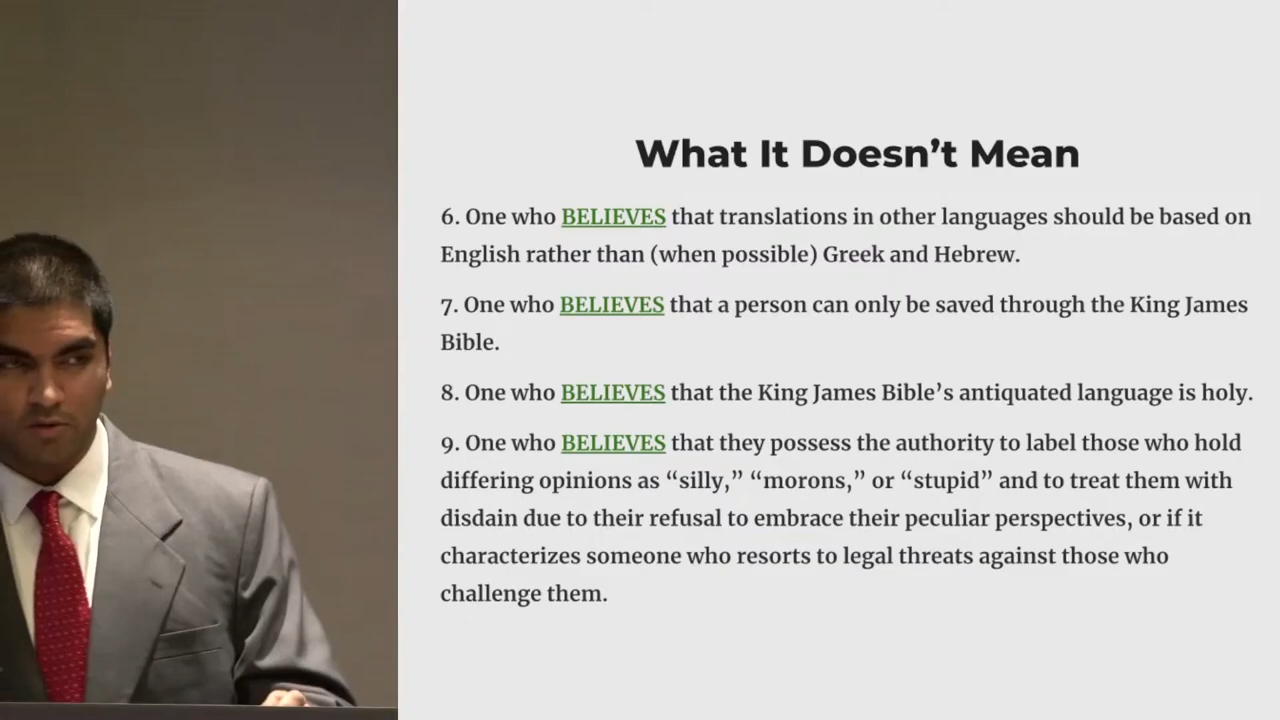 What It Doesn’t Mean
6. One who BELIEVES that translations in other languages should be based on
English rather than (when possible) Greek and Hebrew.
7. One who BELIEVES that a person can only be saved through the King James
Bible.
8. One who BELIEVES that the King James Bible’s antiquated language is holy.
9. One who BELIEVES that they possess the authority to label those who hold
differing opinions as “silly,” “morons,” or “stupid” and to treat them with
disdain due to their refusal to embrace their peculiar perspectives, or if it
characterizes someone who resorts to legal threats against those who
challenge them.